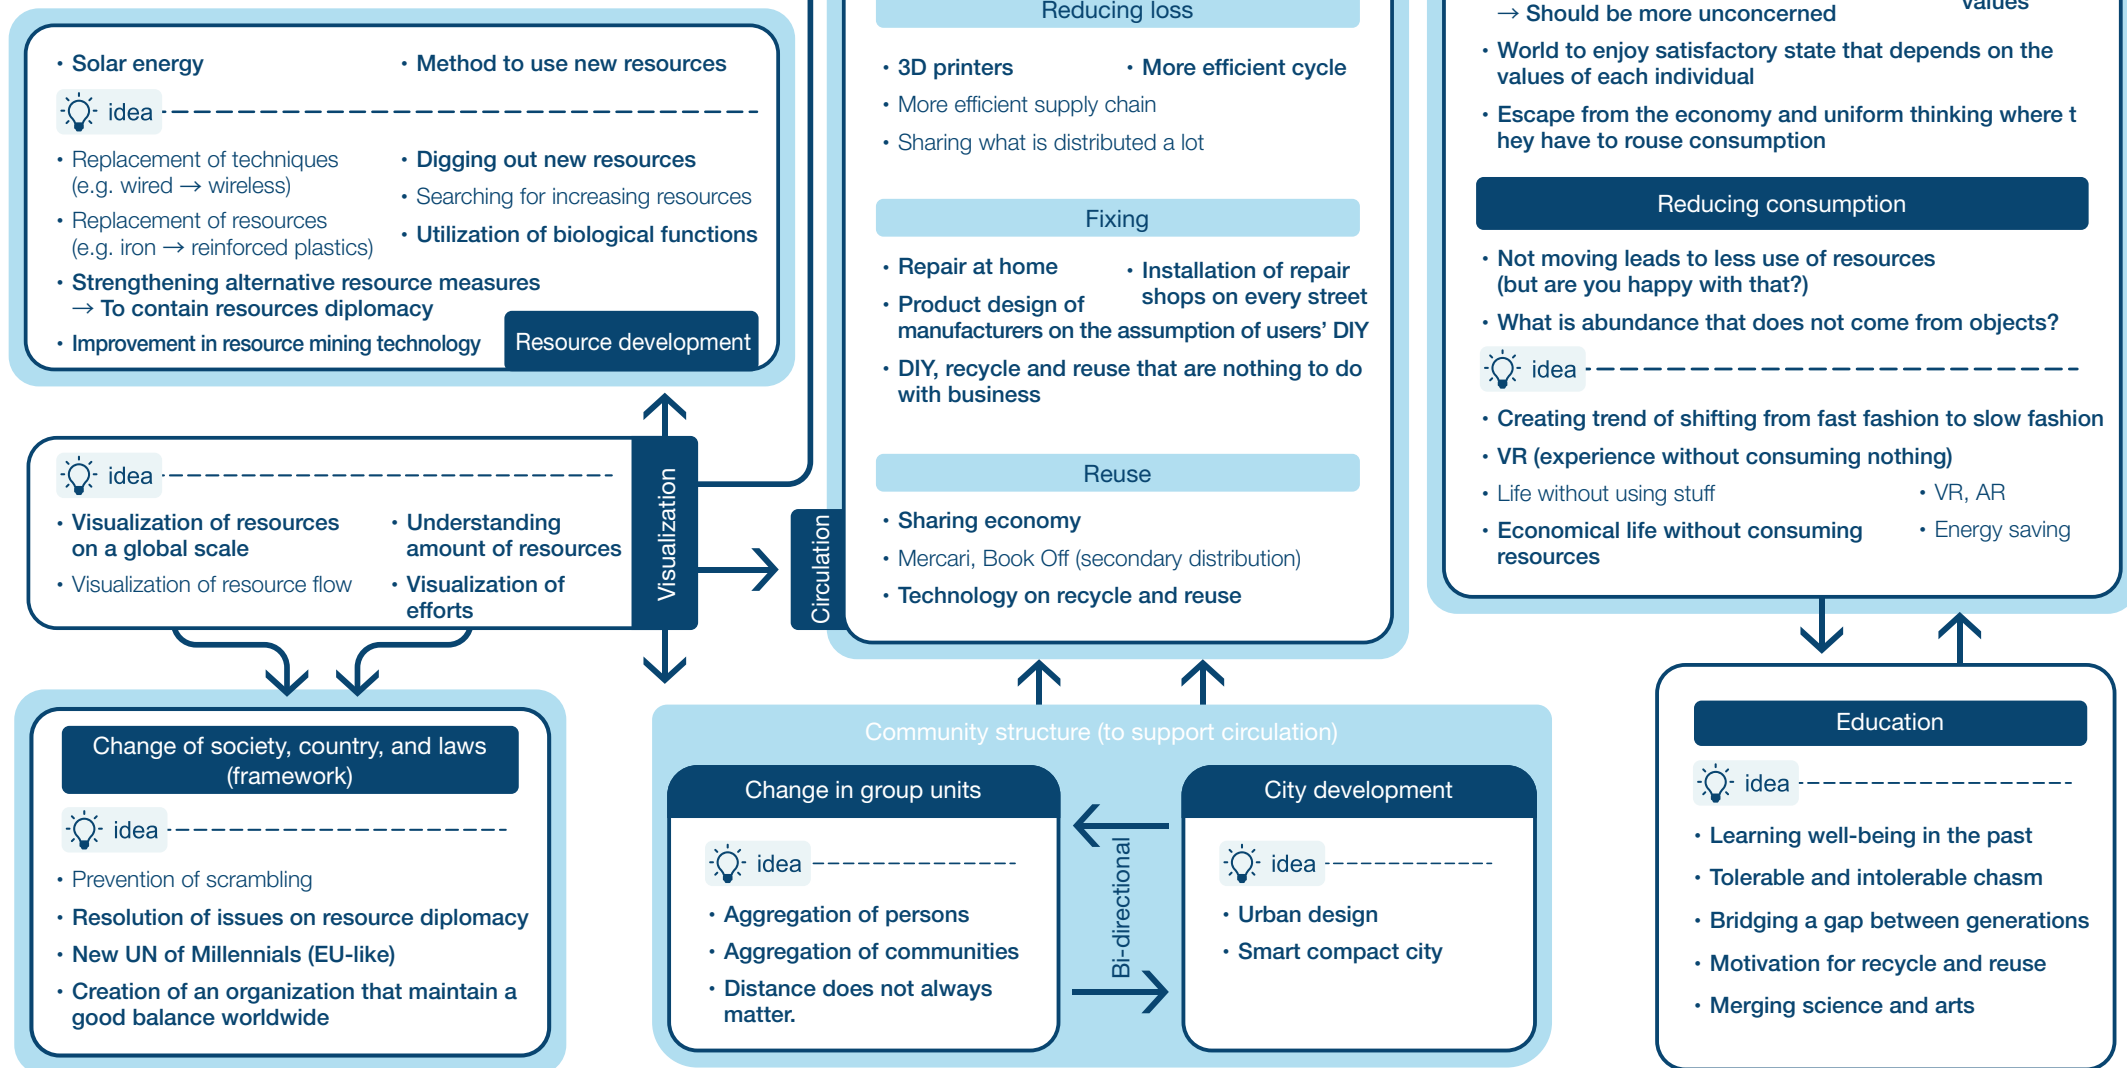 • Solar energy
• Method to use new resources
idea
• Replacement of techniques
(e.g. wired → wireless)
• Replacement of resources
(e.g. iron → reinforced plastics)
• Digging out new resources
• Searching for increasing resources
• Utilization of biological functions
• Strengthening alternative resource measures
→ To contain resources diplomacy
• Improvement in resource mining technology
Resource development
idea
• Visualization of resources
on a global scale
• Visualization of resource flow
• Understanding
amount of resources
• Visualization of
efforts
Visualization
Change of society, country, and laws
(framework)
idea
• Prevention of scrambling
• Resolution of issues on resource diplomacy
• New UN of Millennials (EU-like)
• Creation of an organization that maintain a
good balance worldwide
Reducing loss
• 3D printers
• More efficient cycle
• More efficient supply chain
• Sharing what is distributed a lot
Fixing
• Repair at home
• Installation of repair
shops on every street
• Product design of
manufacturers on the assumption of users' DIY
• DIY, recycle and reuse that are nothing to do
with business
Reuse
• Sharing economy
• Mercari, Book Off (secondary distribution)
• Technology on recycle and reuse
Circulation
Community structure (to support circulation)
Change in group units
idea
• Aggregation of persons
• Aggregation of communities
• Distance does not always
matter.
Bi-directional
City development
idea
• Urban design
• Smart compact city
→ Should be more unconcerned
values
• World to enjoy satisfactory state that depends on the
values of each individual
• Escape from the economy and uniform thinking where t
hey have to rouse consumption
Reducing consumption
• Not moving leads to less use of resources
(but are you happy with that?)
• What is abundance that does not come from objects?
idea
• Creating trend of shifting from fast fashion to slow fashion
• VR (experience without consuming nothing)
• Life without using stuff
• VR, AR
• Economical life without consuming
resources
• Energy saving
Education
idea
• Learning well-being in the past
• Tolerable and intolerable chasm
• Bridging a gap between generations
• Motivation for recycle and reuse
• Merging science and arts